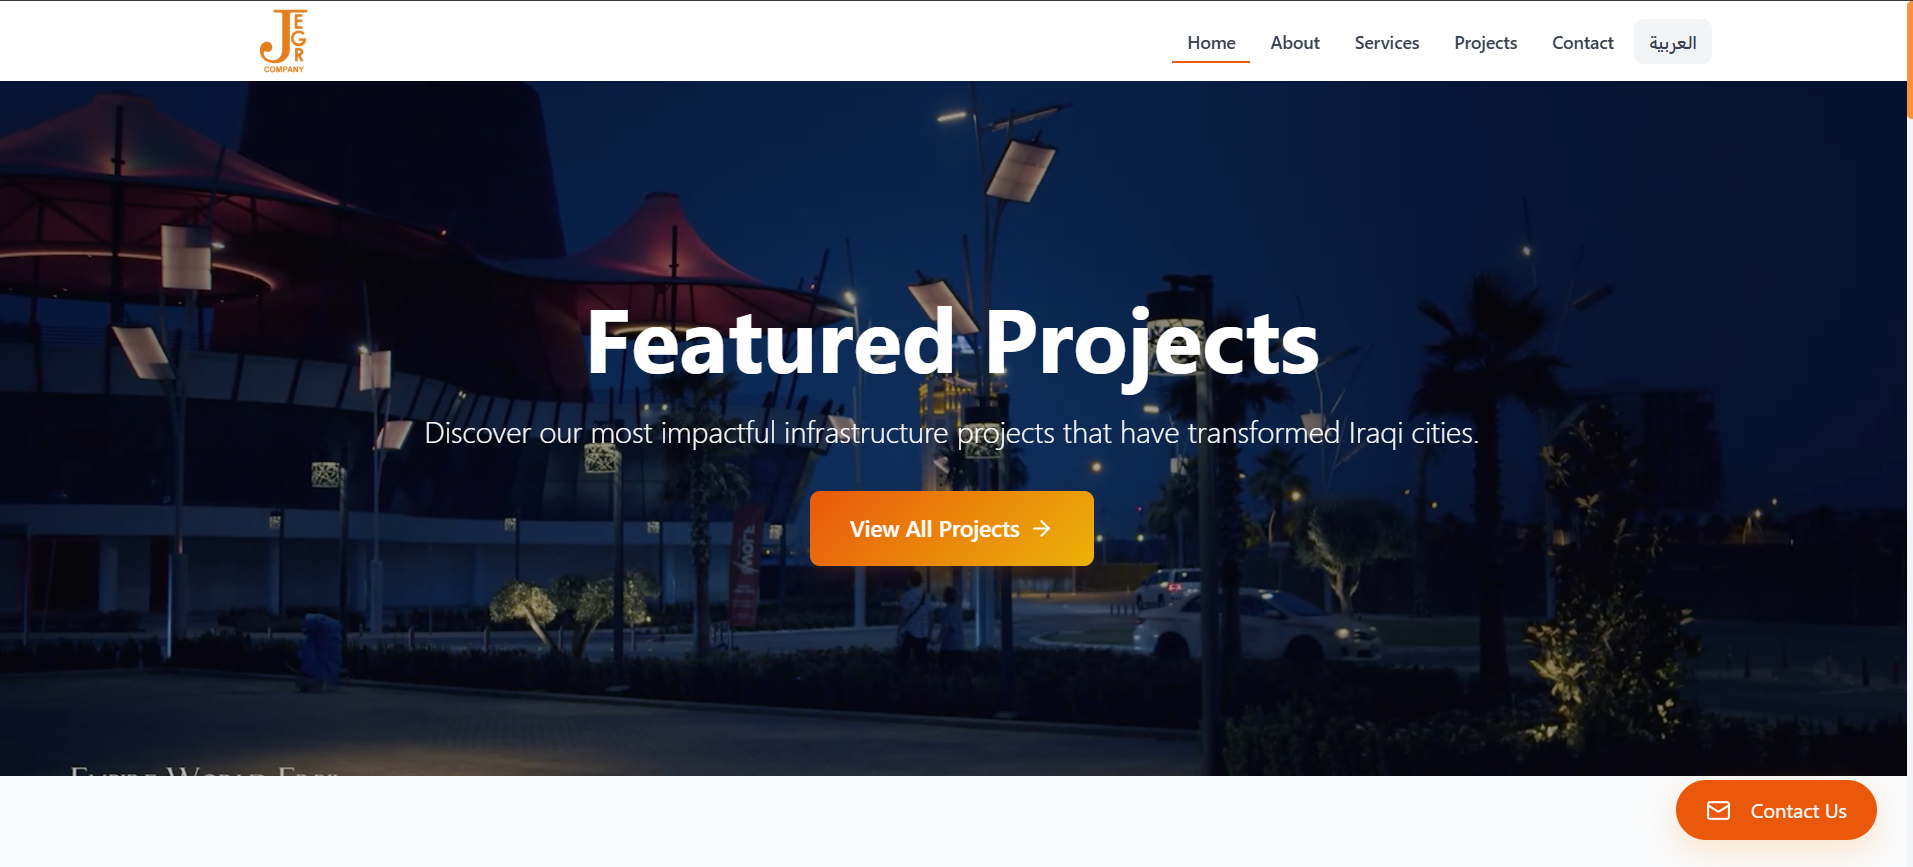 JEGR
COMPANY
Home About Services Projects Contact العربية
Featured Projects
Discover our most impactful infrastructure projects that have transformed Iraqi cities.
View All Projects →
FLOW
Contact Us